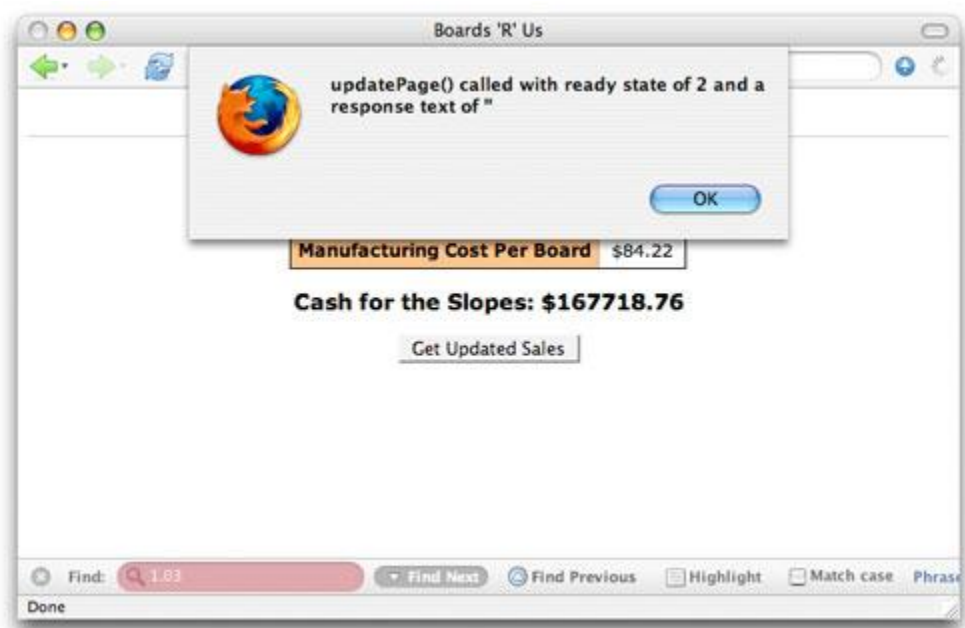 Boards 'R' Us
updatePage() called with ready state of 2 and a
response text of "
OK
Manufacturing Cost Per Board $84.22
Cash for the Slopes: $167718.76
Get Updated Sales
Find: 1.03 Find Next Find Previous Highlight Match case Phrase
Done